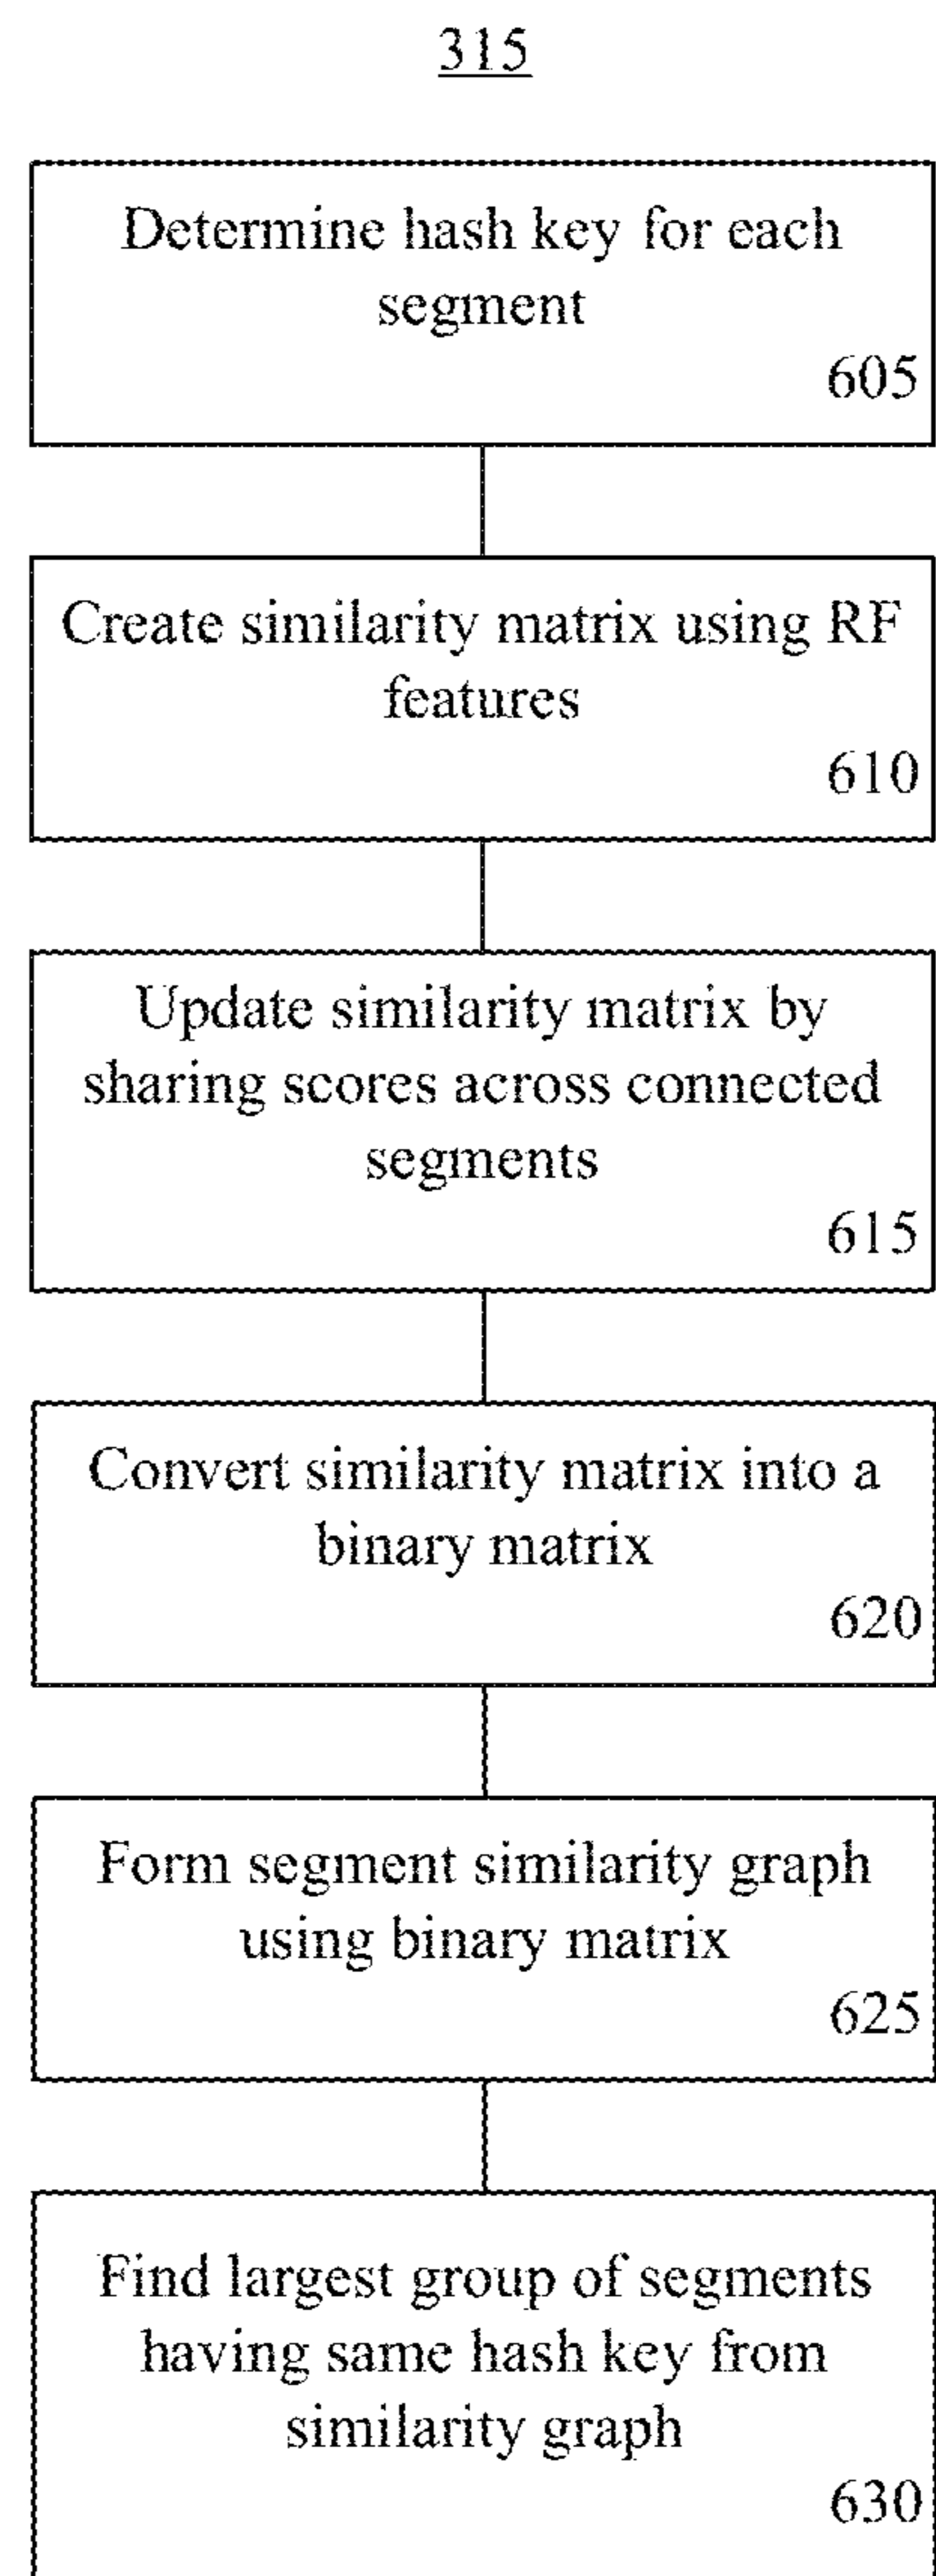 315
Determine hash key for each
segment
605
Create similarity matrix using RF
features
610
Update similarity matrix by
sharing scores across connected
segments
615
Convert similarity matrix into a
binary matrix
620
Form segment similarity graph
using binary matrix
625
Find largest group of segments
having same hash key from
similarity graph
630